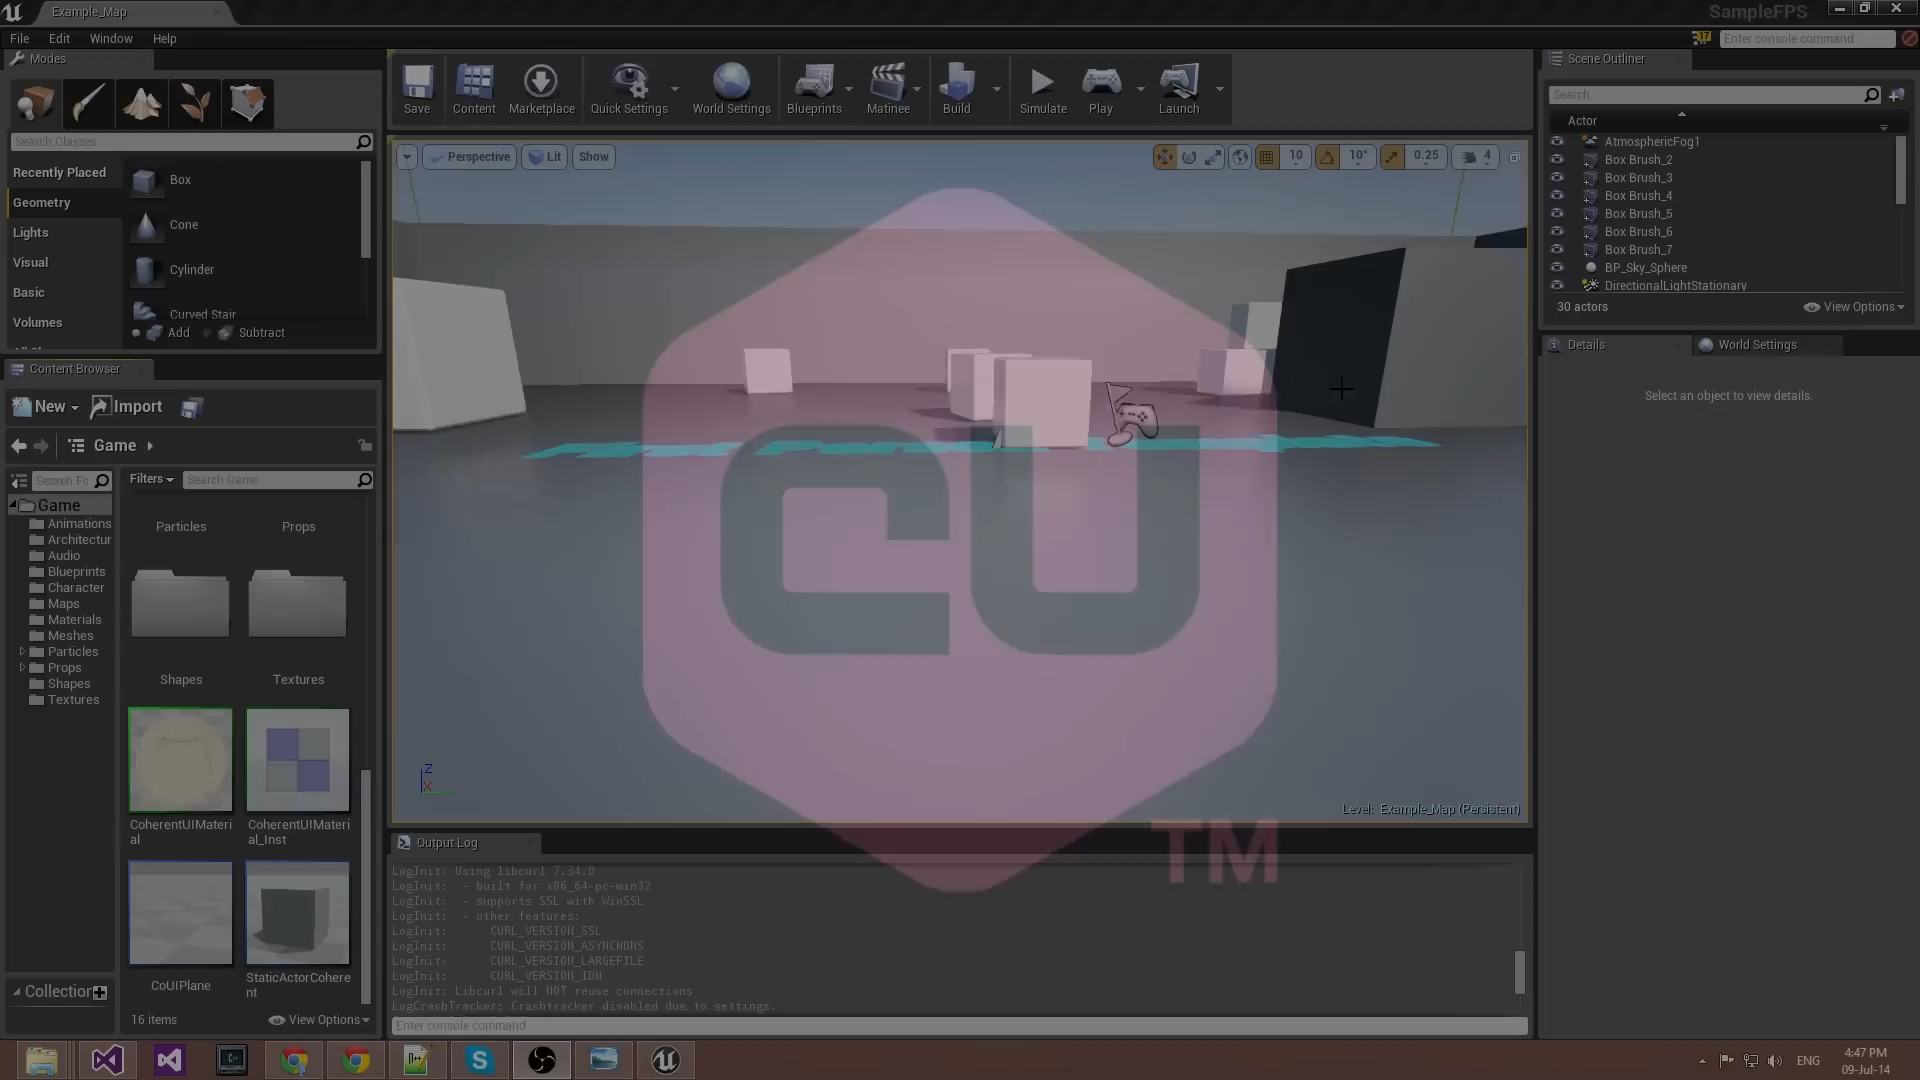 Example_Map
SampleFPS
File Edit Window Help
17 Enter console command
Modes
Search Classes
Recently Placed
Geometry
Lights
Visual
Basic
Volumes
Box
Cone
Cylinder
Curved Stair
Add Subtract
Save Content Marketplace Quick Settings World Settings Blueprints Matinee Build Simulate Play Launch
Perspective Lit Show
10 10° 0.25 4
CU
TM
Level: Example_Map (Persistent)
Scene Outliner
Search
Actor
AtmosphericFog1
Box Brush_2
Box Brush_3
Box Brush_4
Box Brush_5
Box Brush_6
Box Brush_7
BP_Sky_Sphere
DirectionalLightStationary
30 actors View Options
Details World Settings
Select an object to view details.
Content Browser
New Import
Game
Search Fo
Filters Search Game
Game
Animations
Architectur
Audio
Blueprints
Character
Maps
Materials
Meshes
Particles
Props
Shapes
Textures
Collection
Particles Props
Shapes Textures
CoherentUIMateri
al
CoherentUIMateri
al_Inst
CoUIPlane
StaticActorCohere
nt
16 items View Options
Output Log
LogInit: Using libcurl 7.34.0
LogInit: - built for x86_64-pc-win32
LogInit: - supports SSL with WinSSL
LogInit: - other features:
LogInit: CURL_VERSION_SSL
LogInit: CURL_VERSION_ASYNCHDNS
LogInit: CURL_VERSION_LARGEFILE
LogInit: CURL_VERSION_IDN
LogInit: Libcurl will NOT reuse connections
LogCrashTracker: Crashtracker disabled due to settings.
Enter console command
Z
X
ENG
4:47 PM
09-Jul-14